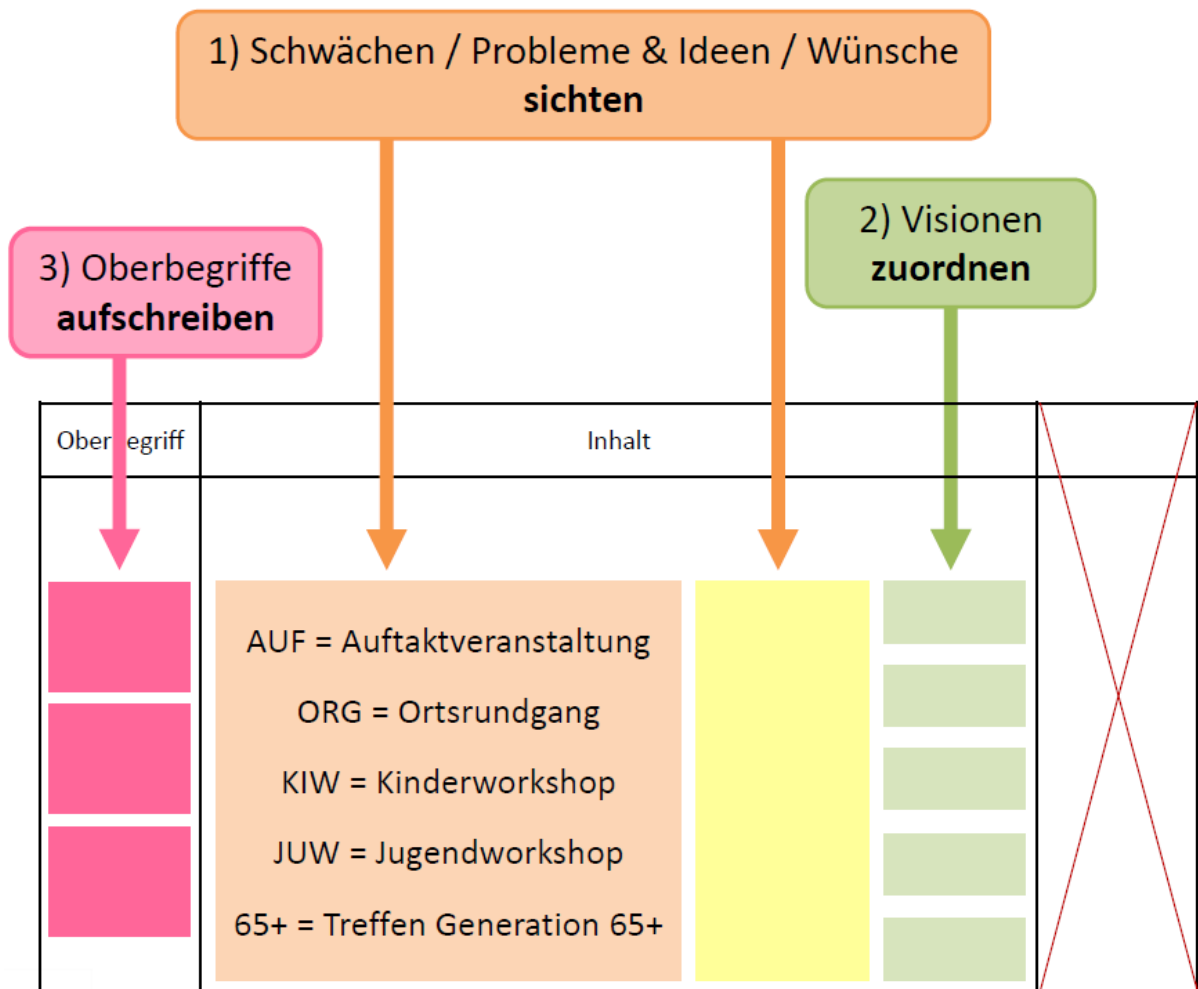 1) Schwächen / Probleme & Ideen / Wünsche
sichten
2) Visionen
zuordnen
3) Oberbegriffe
aufschreiben
Oberbegriff
Inhalt
AUF = Auftaktveranstaltung
ORG = Ortsrundgang
KIW = Kinderworkshop
JUW = Jugendworkshop
65+ = Treffen Generation 65+